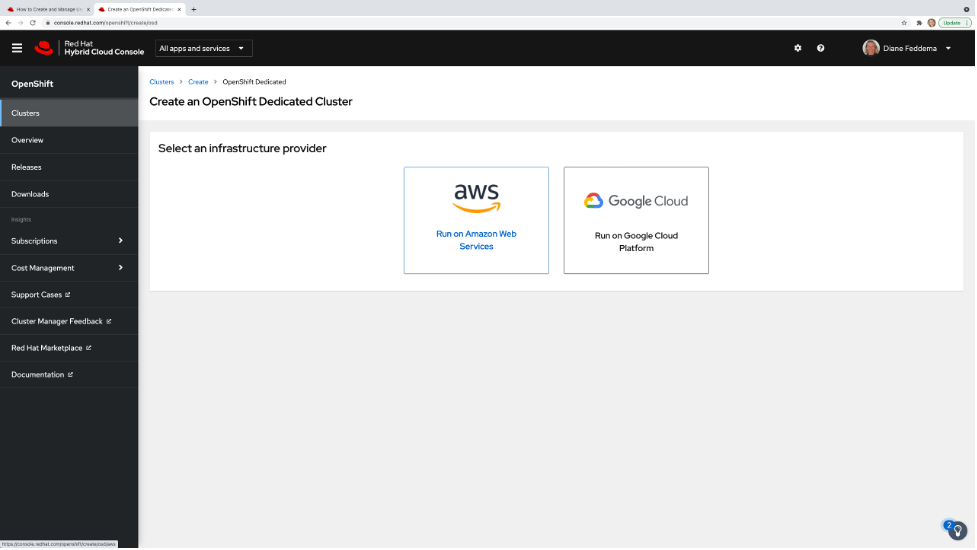 How to Create and Manage
Create an OpenShift Dedicated
console.redhat.com/openshift/create/osd
Update
Red Hat
Hybrid Cloud Console
All apps and services
Diane Feddema
OpenShift
Clusters
Overview
Releases
Downloads
Insights
Subscriptions
Cost Management
Support Cases
Cluster Manager Feedback
Red Hat Marketplace
Documentation
Clusters > Create > OpenShift Dedicated
Create an OpenShift Dedicated Cluster
Select an infrastructure provider
aws
Run on Amazon Web
Services
Google Cloud
Run on Google Cloud
Platform
2
https://console.redhat.com/openshift/create/osd/aws